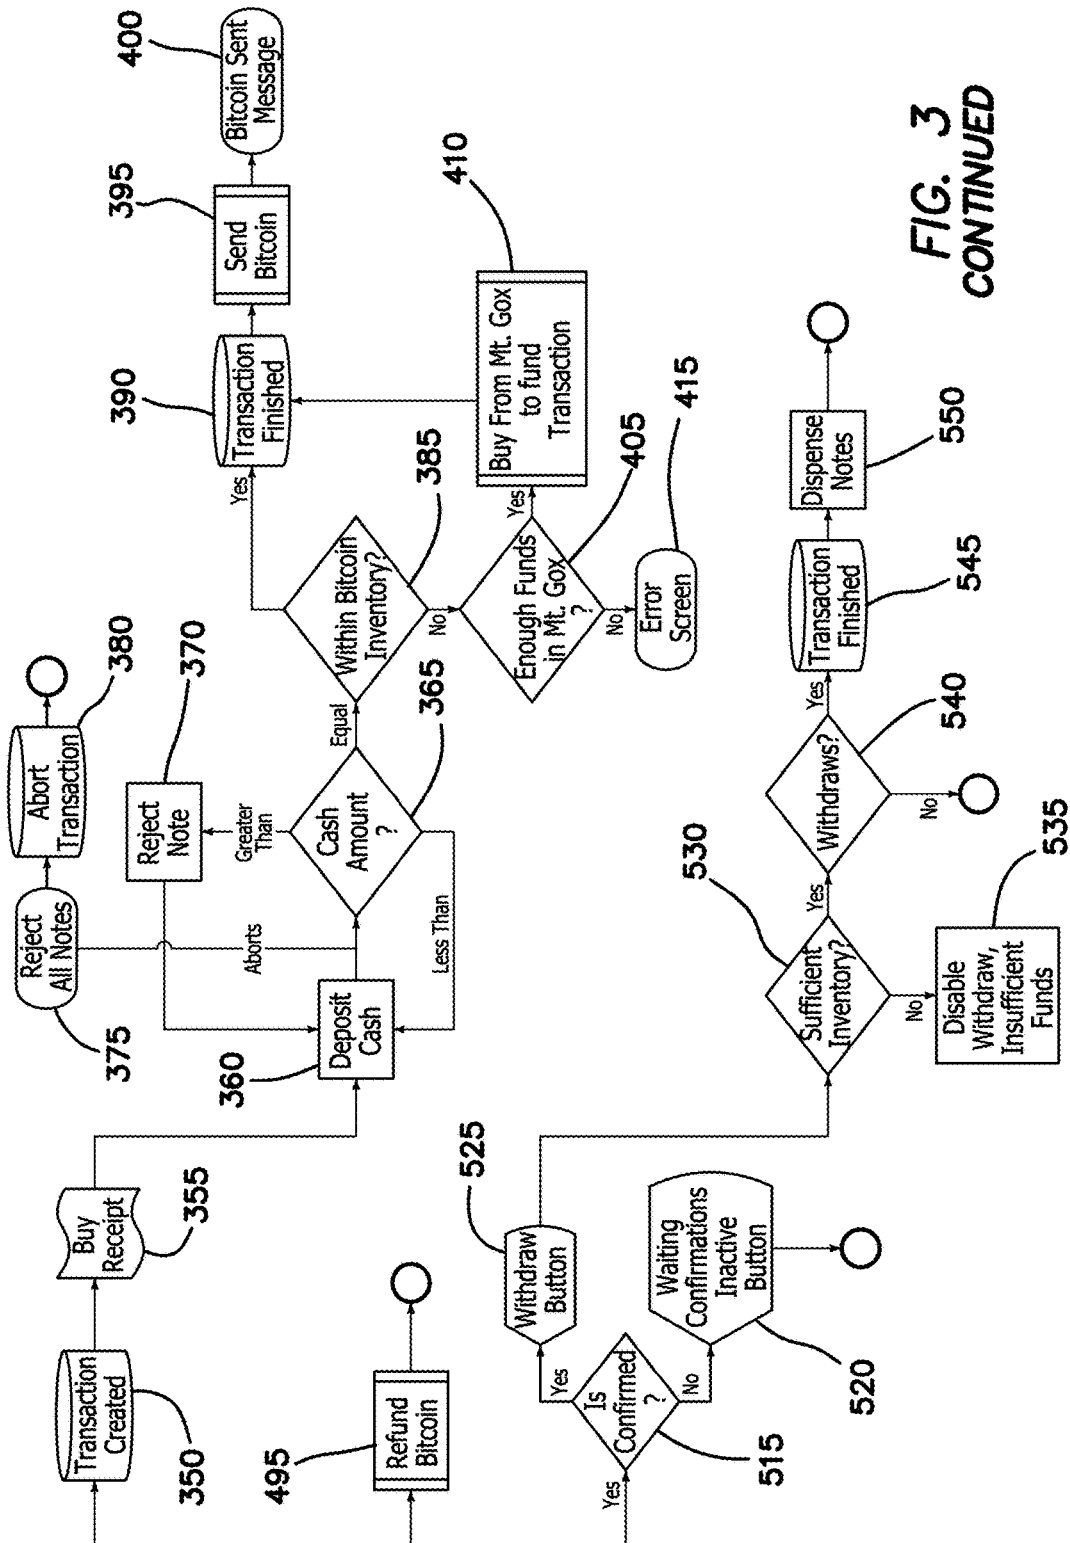 350
Transaction
Created
Buy
Receipt
355
360
Deposit
Cash
Less Than
Aborts
375
Reject
All Notes
Abort
Transaction
380
Reject
Note
370
Greater
Than
Cash
Amount
?
365
Equal
Within Bitcoin
Inventory?
385
Yes
No
Transaction
Finished
390
Send
Bitcoin
395
Bitcoin Sent
Message
400
Enough Funds
in Mt. Gox
?
405
Yes
No
Buy From Mt. Gox
to fund
Transaction
410
Error
Screen
415
495
Refund
Bitcoin
Yes
Is
Confirmed
?
515
Yes
No
Withdraw
Button
525
Waiting
Confirmations
Inactive
Button
520
Sufficient
Inventory?
530
Yes
No
Disable
Withdraw,
Insufficient
Funds
535
Withdraws?
540
Yes
No
Transaction
Finished
545
Dispense
Notes
550
FIG. 3
CONTINUED